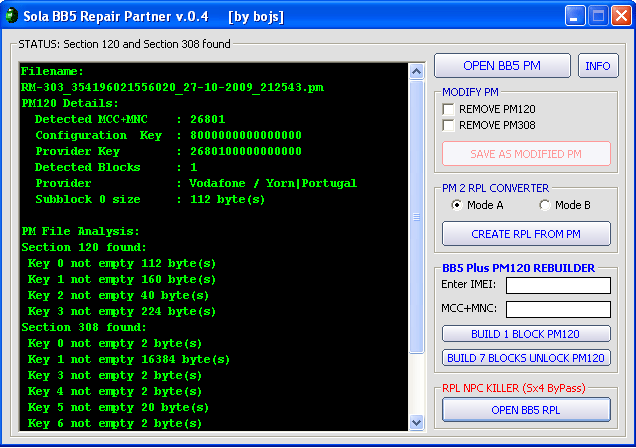 Sola BB5 Repair Partner v.0.4 [by bojs]
STATUS: Section 120 and Section 308 found
Filename:
RM-303_354196021556020_27-10-2009_212543.pm
PM120 Details:
Detected MCC+MNC : 26801
Configuration Key : 8000000000000000
Provider Key : 2680100000000000
Detected Blocks : 1
Provider : Vodafone / Yorn|Portugal
Subblock 0 size : 112 byte(s)
PM File Analysis:
Section 120 found:
Key 0 not empty 112 byte(s)
Key 1 not empty 160 byte(s)
Key 2 not empty 40 byte(s)
Key 3 not empty 224 byte(s)
Section 308 found:
Key 0 not empty 2 byte(s)
Key 1 not empty 16384 byte(s)
Key 3 not empty 2 byte(s)
Key 4 not empty 2 byte(s)
Key 5 not empty 20 byte(s)
Key 6 not empty 2 byte(s)
OPEN BB5 PM
INFO
MODIFY PM
REMOVE PM120
REMOVE PM308
SAVE AS MODIFIED PM
PM 2 RPL CONVERTER
Mode A
Mode B
CREATE RPL FROM PM
BB5 Plus PM120 REBUILDER
Enter IMEI:
MCC+MNC:
BUILD 1 BLOCK PM120
BUILD 7 BLOCKS UNLOCK PM120
RPL NPC KILLER (Sx4 ByPass)
OPEN BB5 RPL